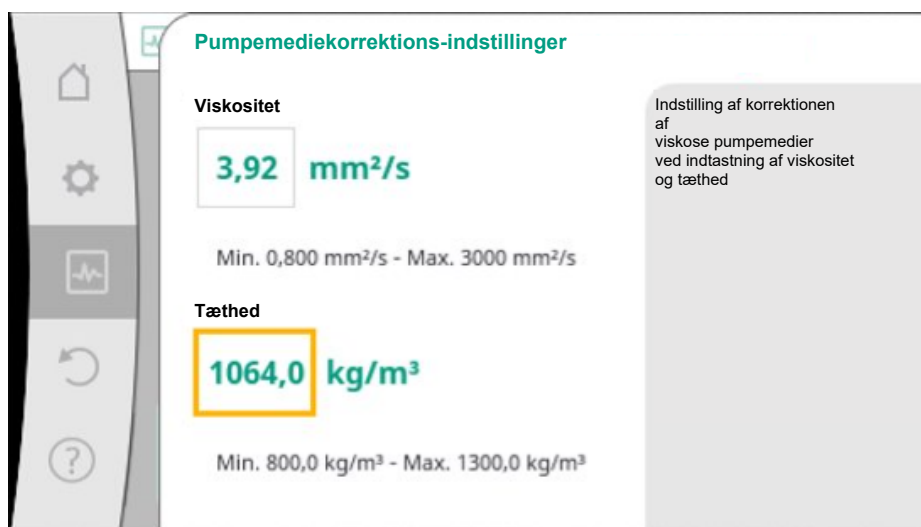 Pumpemediekorrektions-indstillinger
Viskositet
3,92 mm²/s
Min. 0,800 mm²/s - Max. 3000 mm²/s
Tæthed
1064,0 kg/m³
Min. 800,0 kg/m³ - Max. 1300,0 kg/m³
Indstilling af korrektionen
af
viskose pumpemedier
ved indtastning af viskositet
og tæthed
?